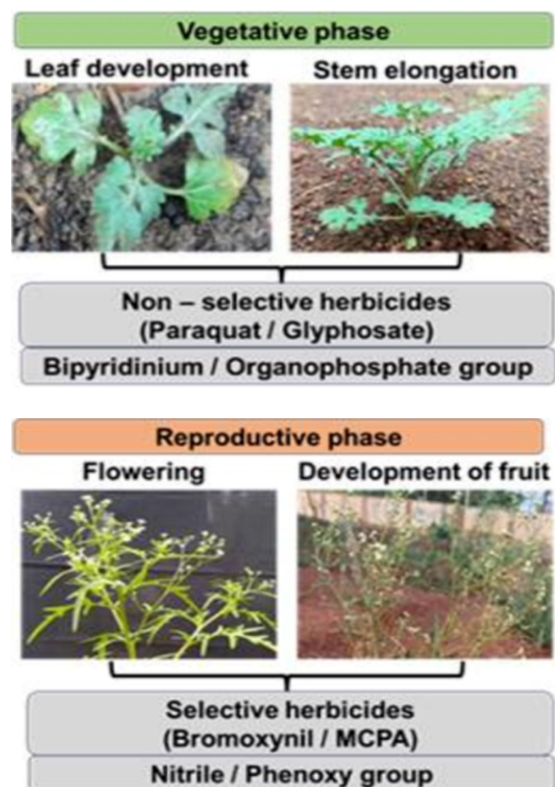 Vegetative phase
Leaf development
Stem elongation
Non – selective herbicides
(Paraquat / Glyphosate)
Bipyridinium / Organophosphate group
Reproductive phase
Flowering
Development of fruit
Selective herbicides
(Bromoxynil / MCPA)
Nitrile / Phenoxy group